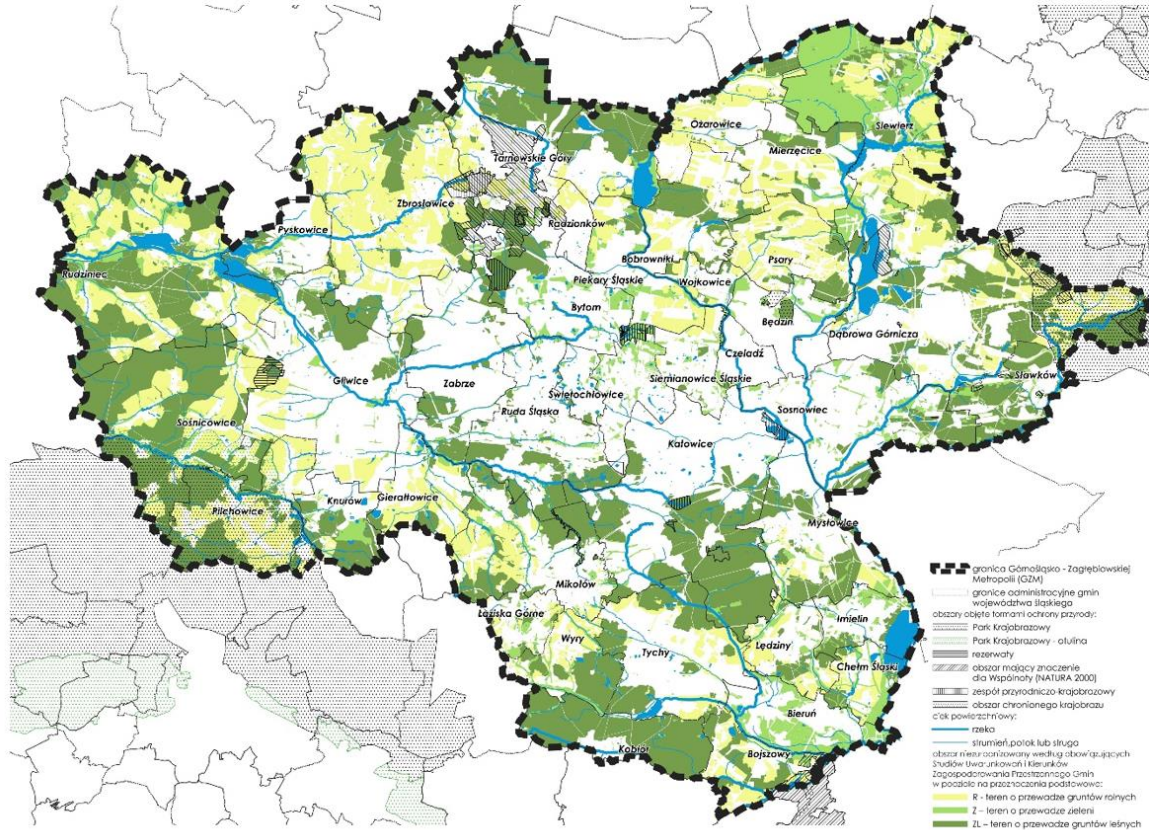 Ożarowice
Siewierz
Mierzęcice
Tarnowskie Góry
Zbrosławice
Radzionków
Pyskowice
Rudziniec
Bobrowniki
Psary
Piekary Śląskie
Wojkowice
Bytom
Będzin
Dąbrowa Górnicza
Czeladź
Sławków
Gliwice
Zabrze
Siemianowice Śląskie
Świętochłowice
Ruda Śląska
Sosnowiec
Sośnicowice
Katowice
Knurów
Gierałtowice
Pilchowice
Mysłowice
Mikołów
Łaziska Górne
Imielin
Wyry
Tychy
Lędziny
Chełm Śląski
Bieruń
Kobiór
Bojszowy
granica Górnośląsko - Zagłębiowskiej
Metropolii (GZM)
granice administracyjne gmin
województwa śląskiego
obszary objęte formami ochrony przyrody:
Park Krajobrazowy
Park Krajobrazowy - otulina
rezerwaty
obszar mający znaczenie
dla Wspólnoty (NATURA 2000)
zespół przyrodniczo-krajobrazowy
obszar chronionego krajobrazu
ciek powierzchniowy:
rzeka
strumień,potok lub struga
obszar niezurbanizowany według obowiązujących
Studiów Uwarunkowań i Kierunków
Zagospodarowania Przestrzennego Gmin
w podziale na przeznaczenia podstawowe:
R - teren o przewadze gruntów rolnych
Z – teren o przewadze zieleni
ZL – teren o przewadze gruntów leśnych